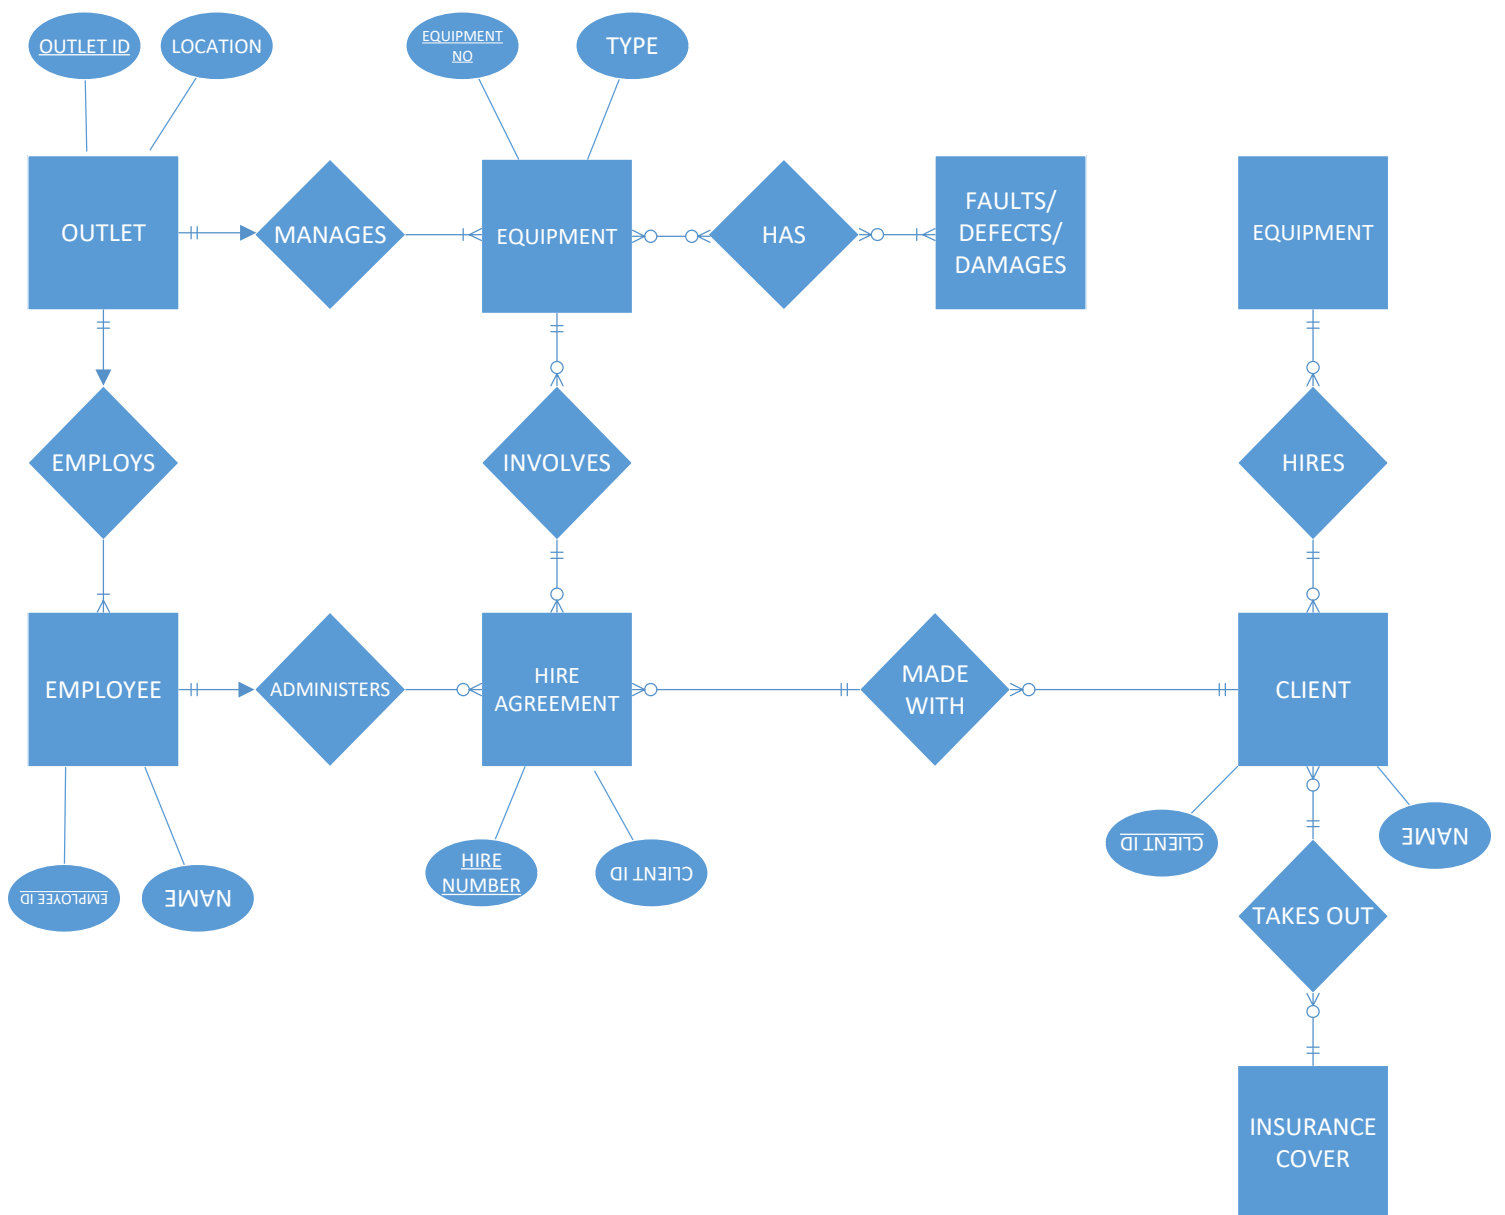 OUTLET ID
LOCATION
EQUIPMENT
NO
TYPE
OUTLET
MANAGES
EQUIPMENT
HAS
FAULTS/
DEFECTS/
DAMAGES
EQUIPMENT
EMPLOYS
INVOLVES
HIRES
EMPLOYEE
ADMINISTERS
HIRE
AGREEMENT
MADE
WITH
CLIENT
EMPLOYEE ID
NAME
HIRE
NUMBER
CLIENT ID
CLIENT ID
NAME
TAKES OUT
INSURANCE
COVER